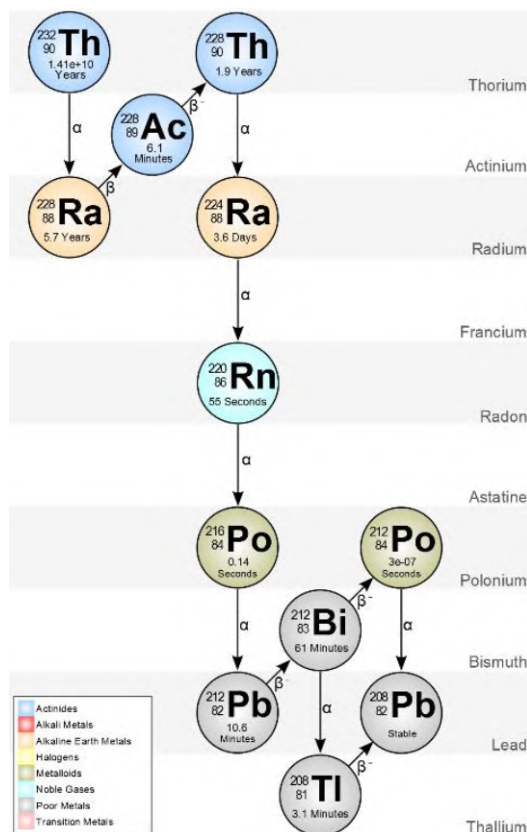 232
90 Th
1.41e+10
Years
228
90 Th
1.9 Years
Thorium
α
β-
α
228
89 Ac
6.1
Minutes
β
Actinium
228
88 Ra
5.7 Years
224
88 Ra
3.6 Days
Radium
α
Francium
220
86 Rn
55 Seconds
Radon
α
Astatine
216
84 Po
0.14
Seconds
212
84 Po
3e-07
Seconds
Polonium
α
β-
α
212
83 Bi
61 Minutes
Bismuth
212
82 Pb
10.6
Minutes
β-
α
208
82 Pb
Stable
Lead
β-
208
81 Tl
3.1 Minutes
Thallium
Actinides
Alkali Metals
Alkaline Earth Metals
Halogens
Metalloids
Noble Gases
Poor Metals
Transition Metals